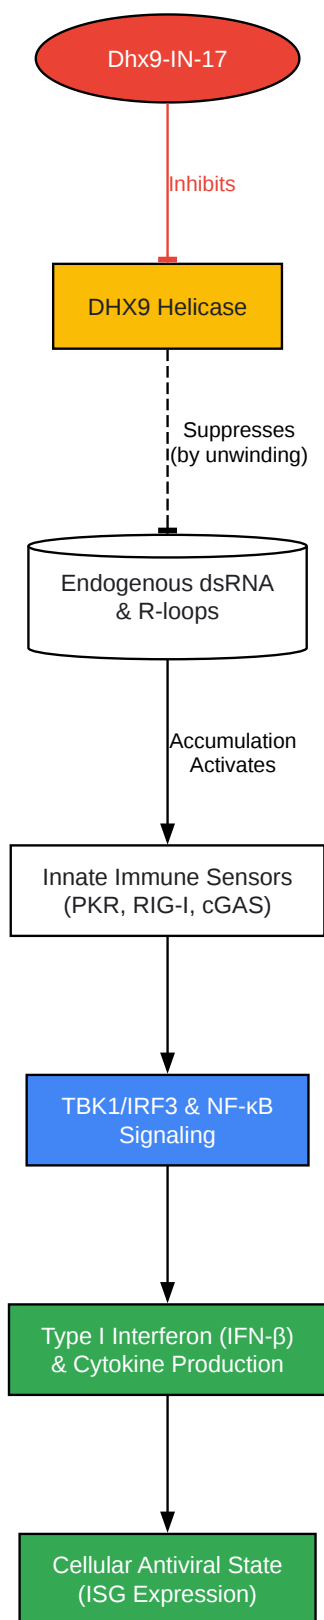 Dhx9-IN-17
Inhibits
DHX9 Helicase
Suppresses
(by unwinding)
Endogenous dsRNA
& R-loops
Accumulation
Activates
Innate Immune Sensors
(PKR, RIG-I, cGAS)
TBK1/IRF3 & NF-κB
Signaling
Type I Interferon (IFN-β)
& Cytokine Production
Cellular Antiviral State
(ISG Expression)